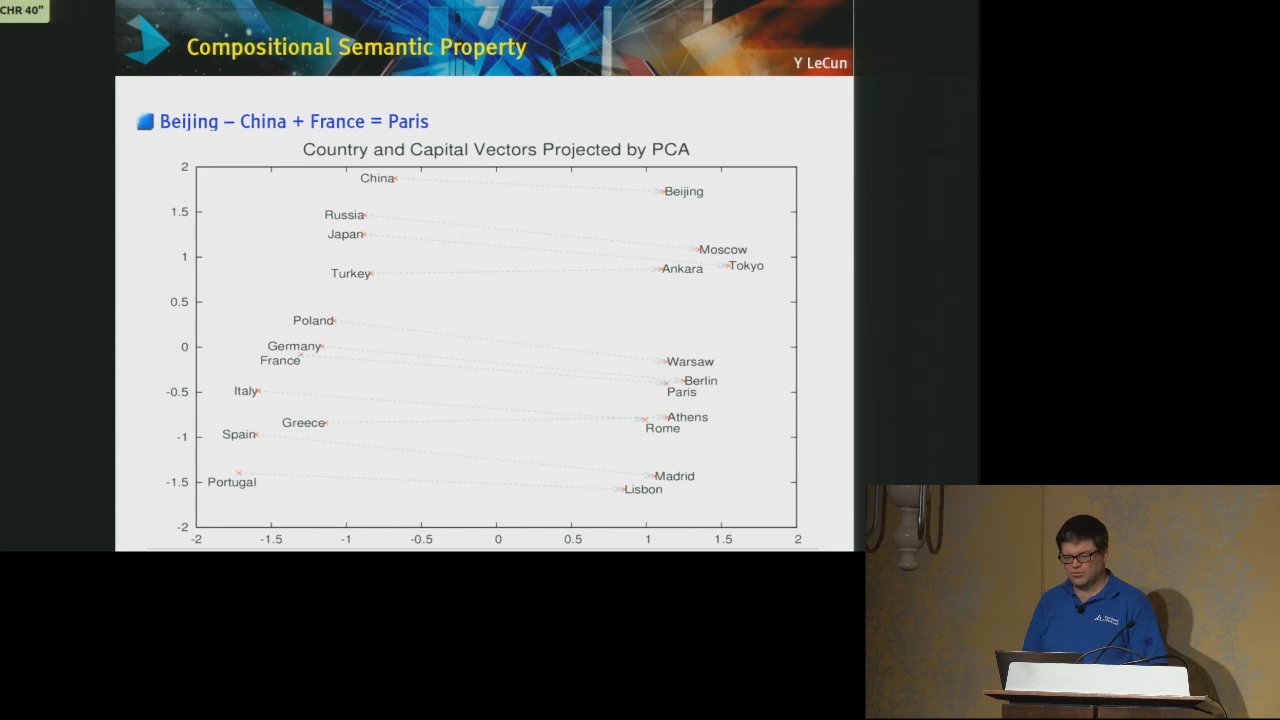 CHR 40"
Compositional Semantic Property
Y LeCun
Beijing – China + France = Paris
Country and Capital Vectors Projected by PCA
2
1.5
1
0.5
0
-0.5
-1
-1.5
-2
China
Beijing
Russia
Moscow
Japan
Tokyo
Turkey
Ankara
Poland
Warsaw
Germany
Berlin
France
Paris
Italy
Rome
Greece
Athens
Spain
Madrid
Portugal
Lisbon
-2 -1.5 -1 -0.5 0 0.5 1 1.5 2